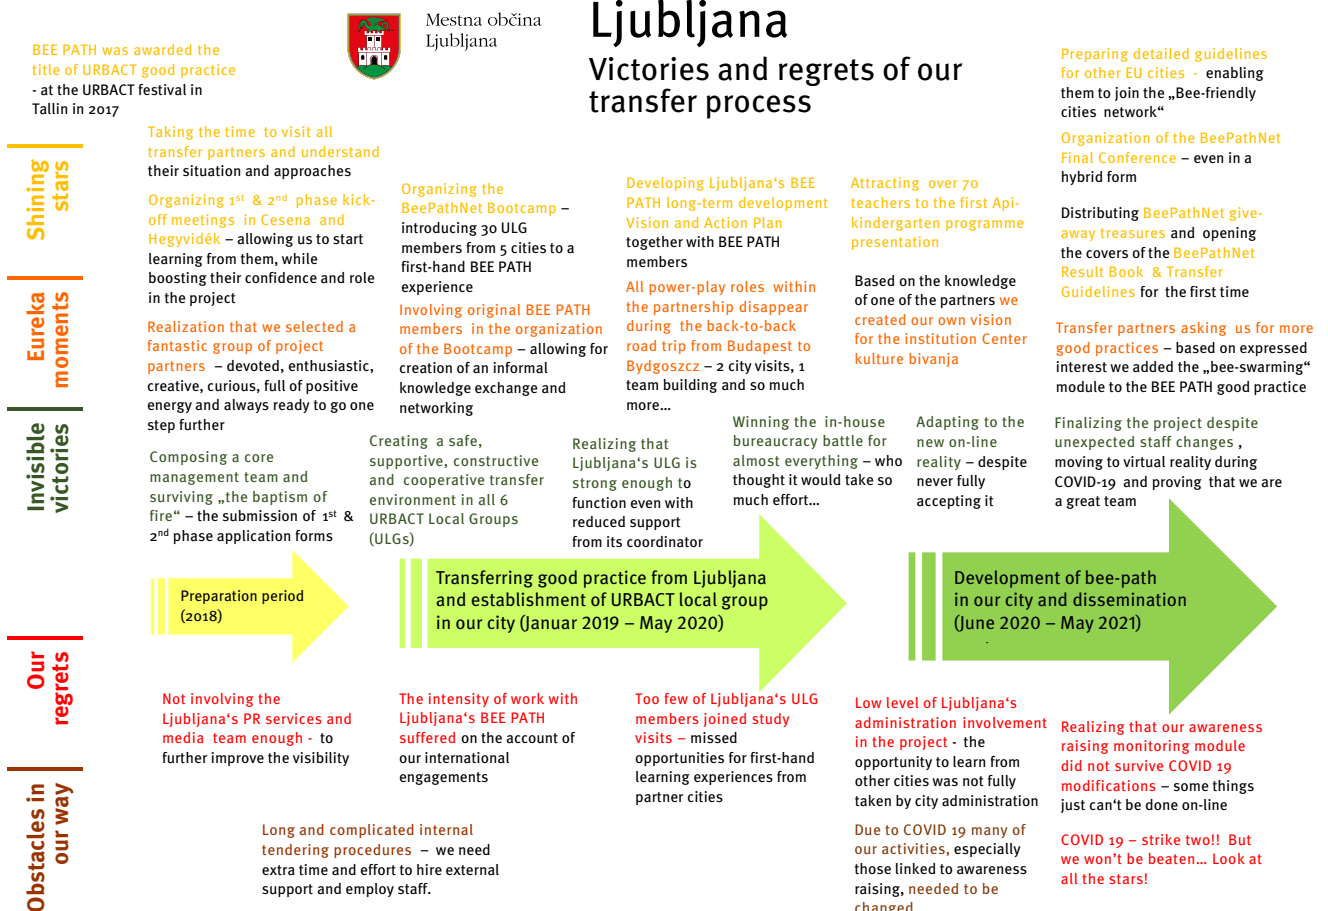 Mestna občina
Ljubljana
Ljubljana
Victories and regrets of our
transfer process
BEE PATH was awarded the
title of URBACT good practice
- at the URBACT festival in
Tallin in 2017
Shining
stars
Taking the time to visit all
transfer partners and understand
their situation and approaches
Organizing 1st & 2nd phase kick-
off meetings in Cesena and
Hegyvidék – allowing us to start
learning from them, while
boosting their confidence and role
in the project
Organizing the
BeePathNet Bootcamp –
introducing 30 ULG
members from 5 cities to a
first-hand BEE PATH
experience
Developing Ljubljana‘s BEE
PATH long-term development
Vision and Action Plan
together with BEE PATH
members
Attracting over 70
teachers to the first Api-
kindergarten programme
presentation
Preparing detailed guidelines
for other EU cities - enabling
them to join the „Bee-friendly
cities network“
Organization of the BeePathNet
Final Conference – even in a
hybrid form
Distributing BeePathNet give-
away treasures and opening
the covers of the BeePathNet
Result Book & Transfer
Guidelines for the first time
Eureka
moments
Realization that we selected a
fantastic group of project
partners – devoted, enthusiastic,
creative, curious, full of positive
energy and always ready to go one
step further
Involving original BEE PATH
members in the organization
of the Bootcamp – allowing for
creation of an informal
knowledge exchange and
networking
All power-play roles within
the partnership disappear
during the back-to-back
road trip from Budapest to
Bydgoszcz – 2 city visits, 1
team building and so much
more…
Based on the knowledge
of one of the partners we
created our own vision
for the institution Center
kulture bivanja
Transfer partners asking us for more
good practices – based on expressed
interest we added the „bee-swarming“
module to the BEE PATH good practice
Invisible
victories
Composing a core
management team and
surviving „the baptism of
fire“ – the submission of 1st &
2nd phase application forms
Creating a safe,
supportive, constructive
and cooperative transfer
environment in all 6
URBACT Local Groups
(ULGs)
Realizing that
Ljubljana‘s ULG is
strong enough to
function even with
reduced support
from its coordinator
Winning the in-house
bureaucracy battle for
almost everything – who
thought it would take so
much effort…
Adapting to the
new on-line
reality – despite
never fully
accepting it
Finalizing the project despite
unexpected staff changes ,
moving to virtual reality during
COVID-19 and proving that we are
a great team
Preparation period
(2018)
Transferring good practice from Ljubljana
and establishment of URBACT local group
in our city (Januar 2019 – May 2020)
Development of bee-path
in our city and dissemination
(June 2020 – May 2021)
.
Our
regrets
Not involving the
Ljubljana‘s PR services and
media team enough - to
further improve the visibility
The intensity of work with
Ljubljana‘s BEE PATH
suffered on the account of
our international
engagements
Too few of Ljubljana‘s ULG
members joined study
visits – missed
opportunities for first-hand
learning experiences from
partner cities
Low level of Ljubljana‘s
administration involvement
in the project - the
opportunity to learn from
other cities was not fully
taken by city administration
Realizing that our awareness
raising monitoring module
did not survive COVID 19
modifications – some things
just can‘t be done on-line
COVID 19 – strike two!! But
we won’t be beaten… Look at
all the stars!
Obstacles in
our way
Long and complicated internal
tendering procedures – we need
extra time and effort to hire external
support and employ staff.
Due to COVID 19 many of
our activities, especially
those linked to awareness
raising, needed to be
changed